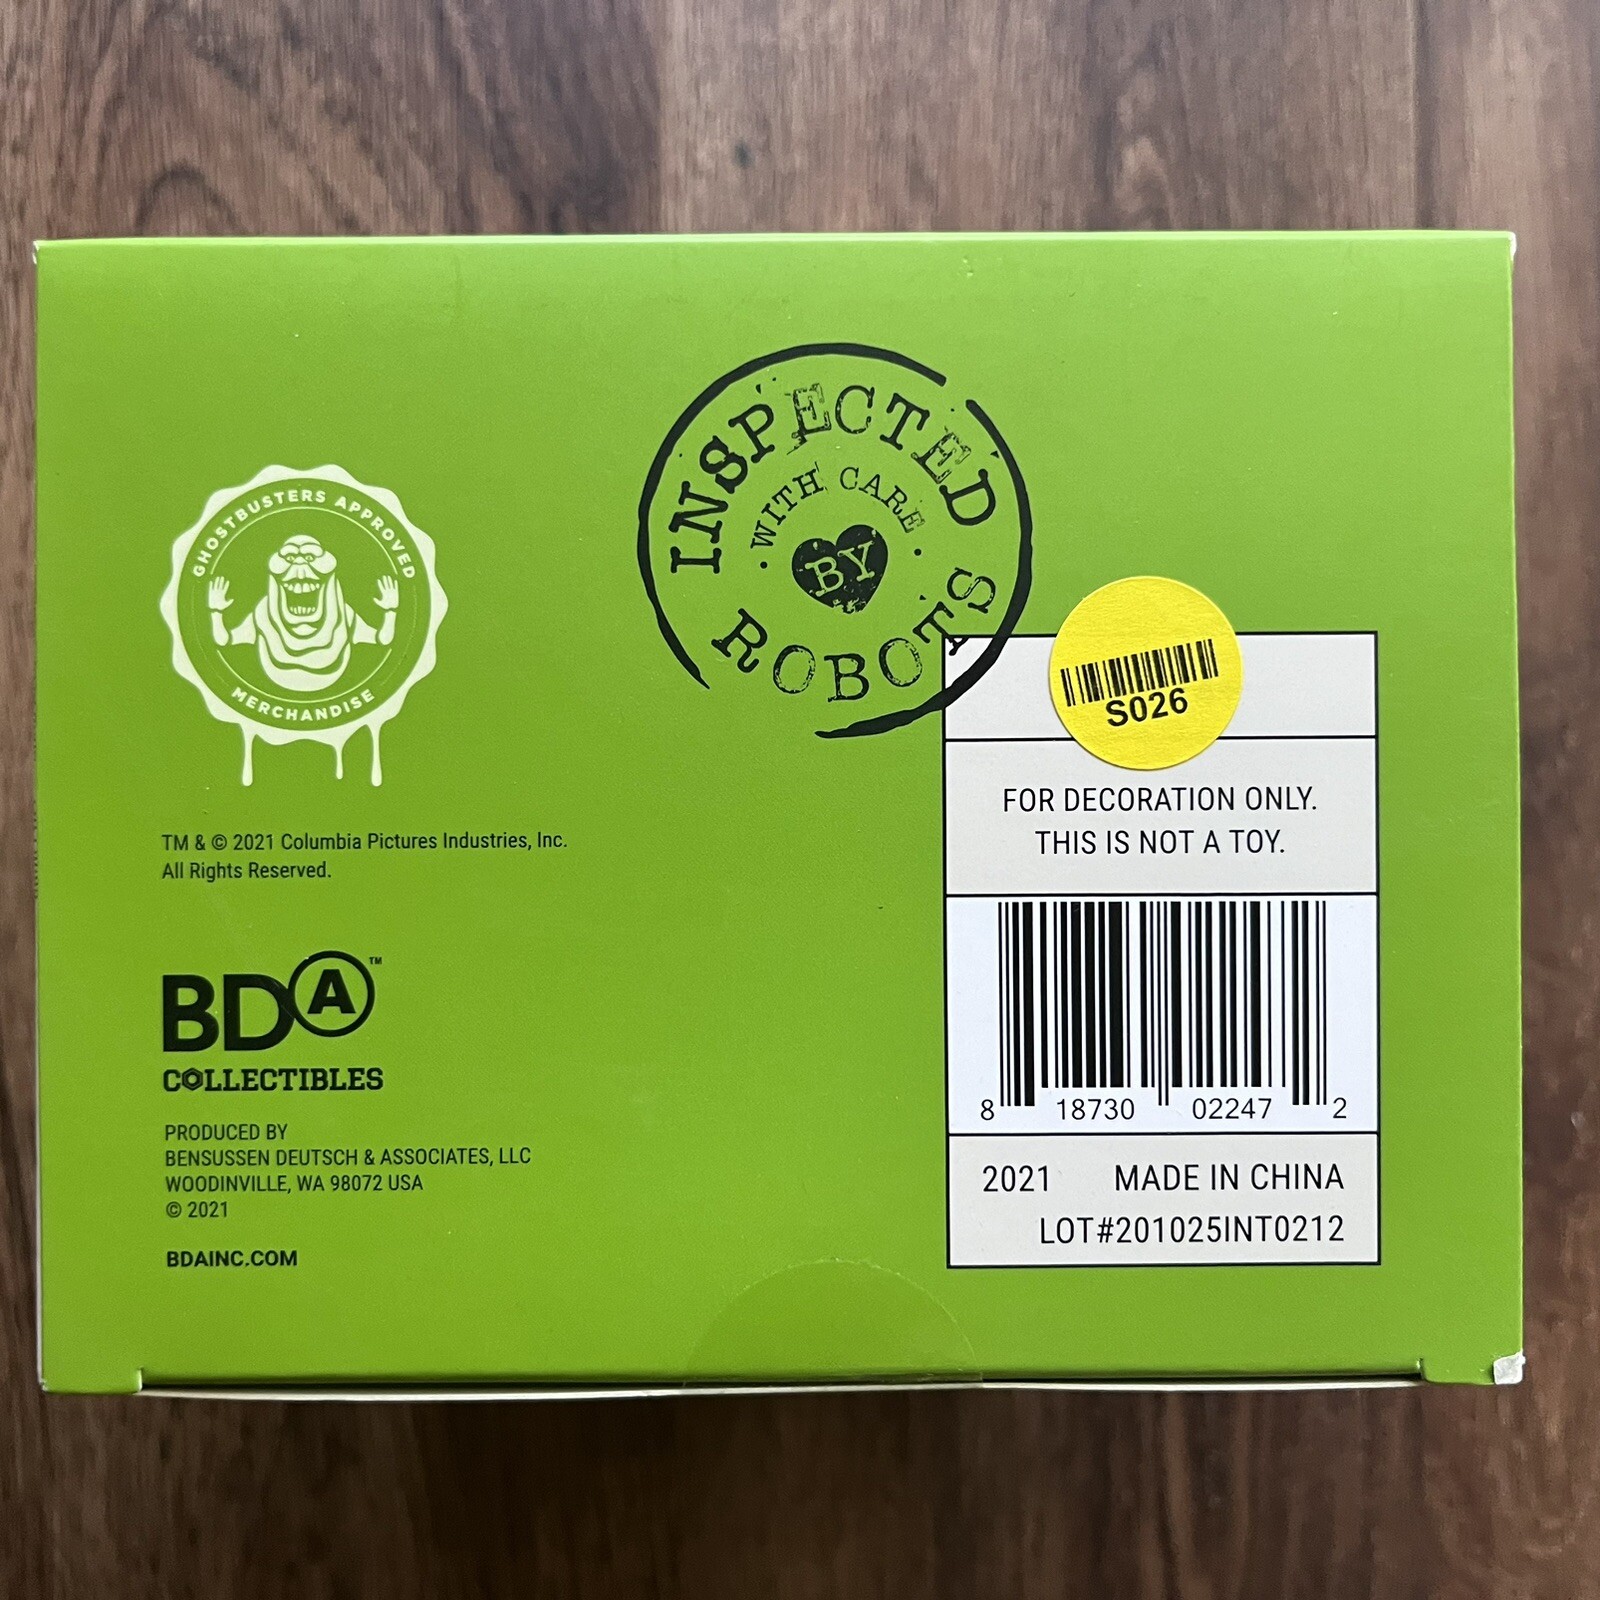 GHOSTBUSTERS APPROVED
MERCHANDISE
TM & © 2021 Columbia Pictures Industries, Inc.
All Rights Reserved.
BDA™
COLLECTIBLES
PRODUCED BY
BENSUSSEN DEUTSCH & ASSOCIATES, LLC
WOODINVILLE, WA 98072 USA
© 2021
BDAINC.COM
INSPECTED
· WITH CARE ·
BY
ROBOTS
S026
FOR DECORATION ONLY.
THIS IS NOT A TOY.
8 18730 02247 2
2021 MADE IN CHINA
LOT#201025INT0212